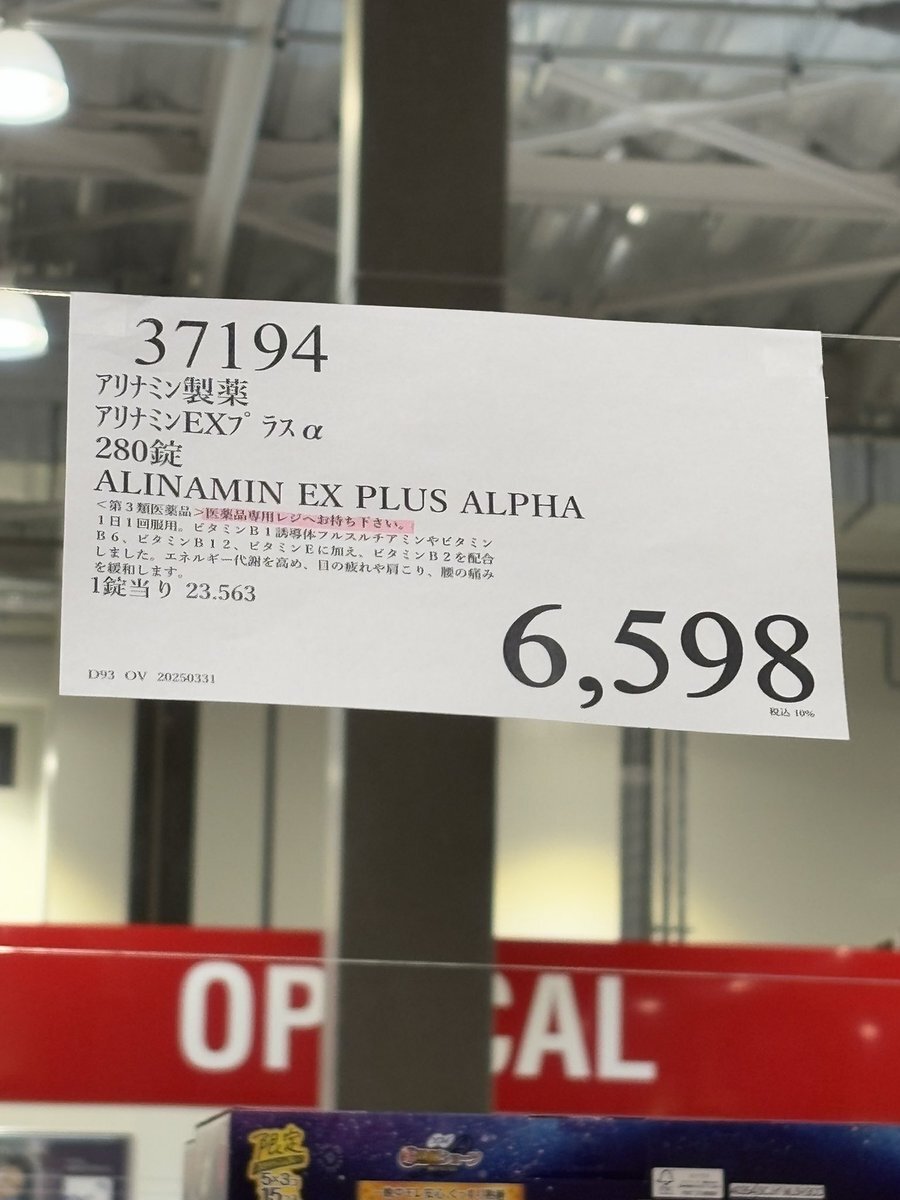 37194
アリナミン製薬
アリナミンEXプラスα
280錠
ALINAMIN EX PLUS ALPHA
<第3類医薬品>医薬品専用レジへお持ち下さい。
1日1回服用。ビタミンB1誘導体フルスルチアミンやビタミン
B6、ビタミンB12、ビタミンEに加え、ビタミンB2を配合
しました。エネルギー代謝を高め、目の疲れや肩こり、腰の痛み
を緩和します。
1錠当り 23.563
6,598
税込 10%
D93 OV 20250331
OP CAL
限定